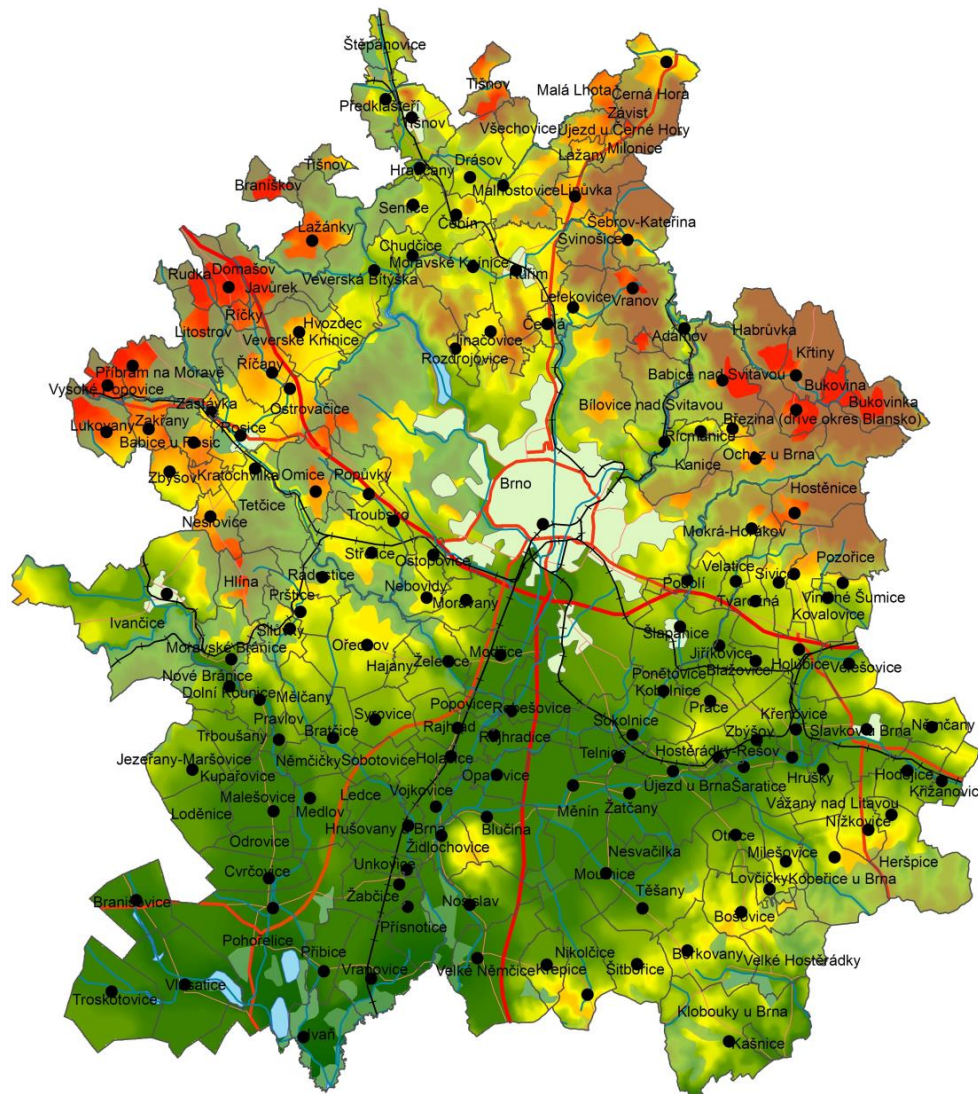 Štěpánovice
Tišnov
Malá Lhota
Černá Hora
Předklášteří
Závist
Tišnov
Všechovice
Újezd u Černé Hory
Milonice
Lažany
Drásov
Tišnov
Hradčany
Malhostovice
Lipůvka
Braníškov
Sentice
Čebín
Šebrov-Kateřina
Lažánky
Svinošice
Chudčice
Moravské Knínice
Kuřim
Rudka
Domašov
Veverská Bítýška
Javůrek
Lelekovice
Vranov
Říčky
Litostrov
Hvozdec
Česká
Habrůvka
Veverské Knínice
Jinačovice
Adamov
Rozdrojovice
Křtiny
Říčany
Babice nad Svitavou
Příbram na Moravě
Bukovina
Vysoké Popovice
Bukovinka
Zastávka
Ostrovačice
Bílovice nad Svitavou
Lukovany
Zakřany
Rosice
Březina (dříve okres Blansko)
Babice u Rosic
Řícmanice
Ochoz u Brna
Kanice
Zbýšov
Kratochvilka
Omice
Popůvky
Brno
Hostěnice
Tetčice
Troubsko
Neslovice
Mokrá-Horákov
Střelice
Ostopovice
Pozořice
Velatice
Hlína
Radostice
Nebovidy
Podolí
Sivice
Moravany
Tvarožná
Viničné Šumice
Prštice
Kovalovice
Ivančice
Silůvky
Šlapanice
Moravské Bránice
Ořechov
Modřice
Jiříkovice
Hajany
Želešice
Holubice
Velešovice
Blažovice
Nové Bránice
Ponětovice
Dolní Kounice
Kobylnice
Mělčany
Popovice
Rebešovice
Práce
Pravlov
Syrovice
Sokolnice
Křenovice
Němčany
Rajhrad
Trboušany
Bratčice
Rajhradice
Zbýšov
Slavkov u Brna
Telnice
Hostěrádky-Rešov
Jezeřany-Maršovice
Němčičky
Sobotovice
Holasice
Kupařovice
Opatovice
Hrušky
Hodějice
Újezd u Brna
Šaratice
Křižanovice
Malešovice
Ledce
Vojkovice
Měnín
Žatčany
Vážany nad Litavou
Loděnice
Medlov
Blučina
Nížkovice
Hrušovany
u
Brna
Odrovice
Židlochovice
Otnice
Nesvačilka
Milešovice
Heršpice
Unkovice
Cvrčovice
Moutnice
Lovčičky
Kobeřice u Brna
Těšany
Žabčice
Branišovice
Nosislav
Bošovice
Přísnotice
Pohořelice
Nikolčice
Borkovany
Přibice
Velké Hostěrádky
Vranovice
Velké Němčice
Křepice
Šitbořice
Vlasatice
Troskotovice
Klobouky u Brna
Ivaň
Kašnice